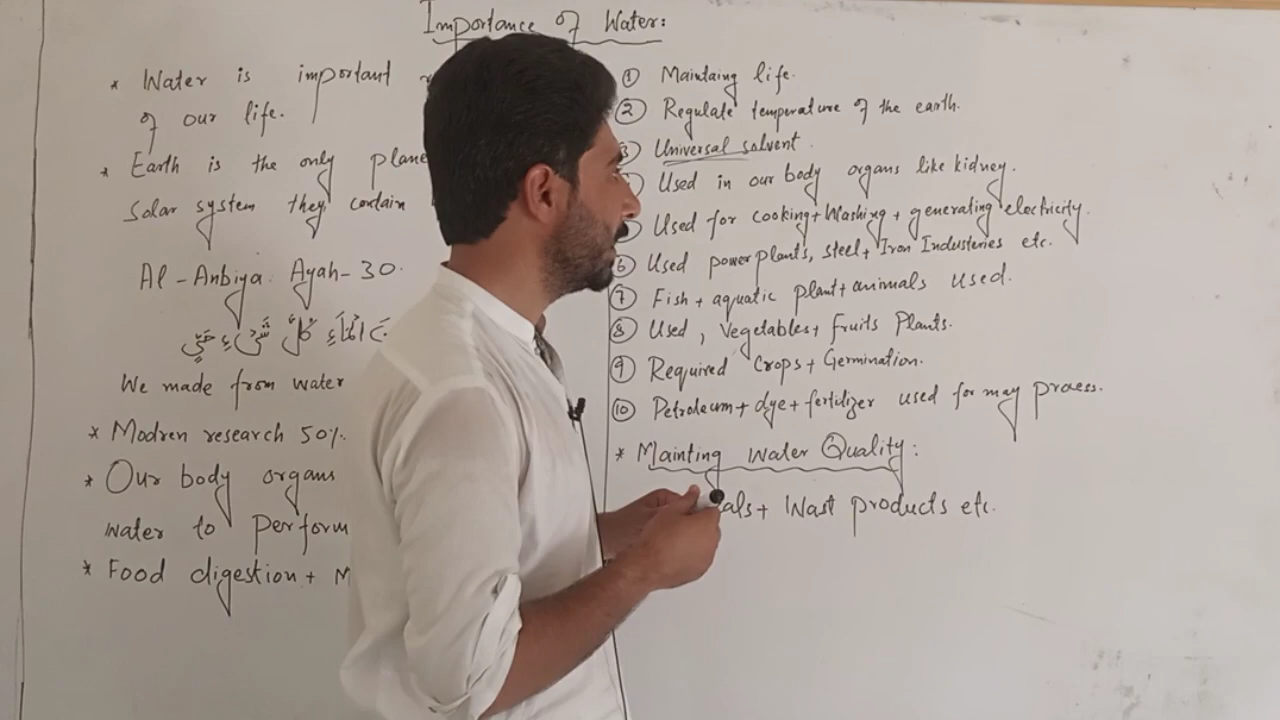 Importance of Water:
* Water is important
of our life.
* Earth is the only plane
Solar system they contain
Al-Anbiya Ayah-30.
الْمَاءِ كُلَّ شَيْءٍ حَيٍّ
We made from water
* Modren research 50%.
* Our body organs
water to Perform
* Food digestion + M
① Maintaing life.
② Regulate temperature of the earth.
3) Universal solvent.
Used in our body organs like kidney.
Used for cooking + Washing + generating electricity.
⑥ Used powerplants, steel + Iron Industeries etc.
⑦ Fish + aquatic plant + animals used.
⑧ Used, Vegetables + fruits Plants.
⑨ Required Crops + Germination.
⑩ Petroleum + dye + fertilizer used for may process.
* Mainting Water Quality:
als + Wast products etc.